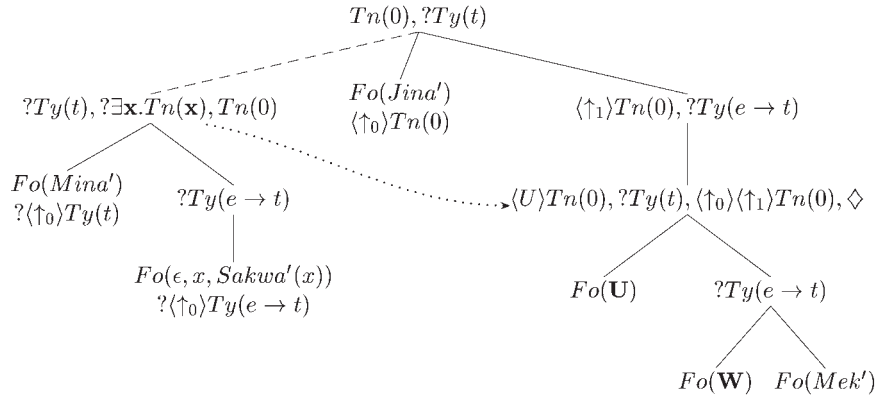 Tn(0), ?Ty(t)
?Ty(t), ?∃x.Tn(x), Tn(0)
Fo(Jina′)
⟨↑₀⟩Tn(0)
⟨↑₁⟩Tn(0), ?Ty(e → t)
Fo(Mina′)
?⟨↑₀⟩Ty(t)
?Ty(e → t)
⟨U⟩Tn(0), ?Ty(t), ⟨↑₀⟩⟨↑₁⟩Tn(0), ♢
Fo(ϵ, x, Sakwa′(x))
?⟨↑₀⟩Ty(e → t)
Fo(U)
?Ty(e → t)
Fo(W)
Fo(Mek′)